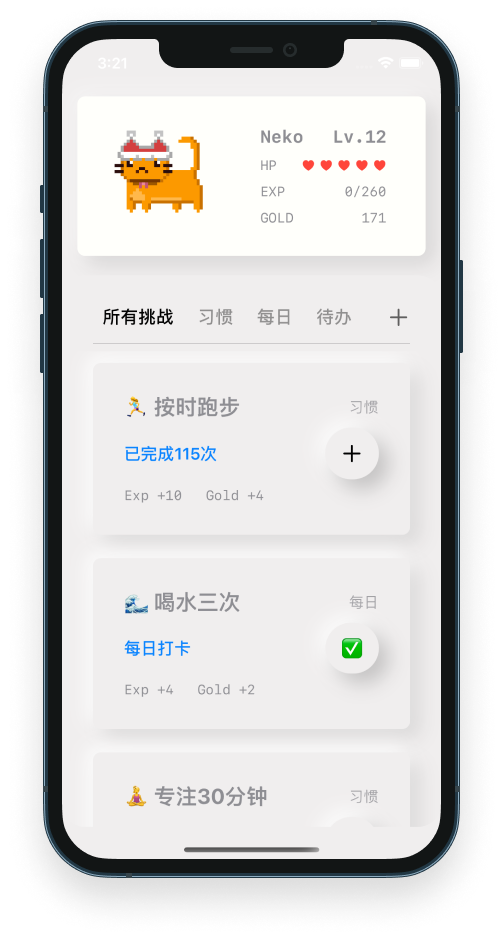 3:21
Neko Lv.12
HP
EXP 0/260
GOLD 171
所有挑战 习惯 每日 待办
按时跑步 习惯
已完成115次
Exp +10 Gold +4
喝水三次 每日
每日打卡
Exp +4 Gold +2
专注30分钟 习惯